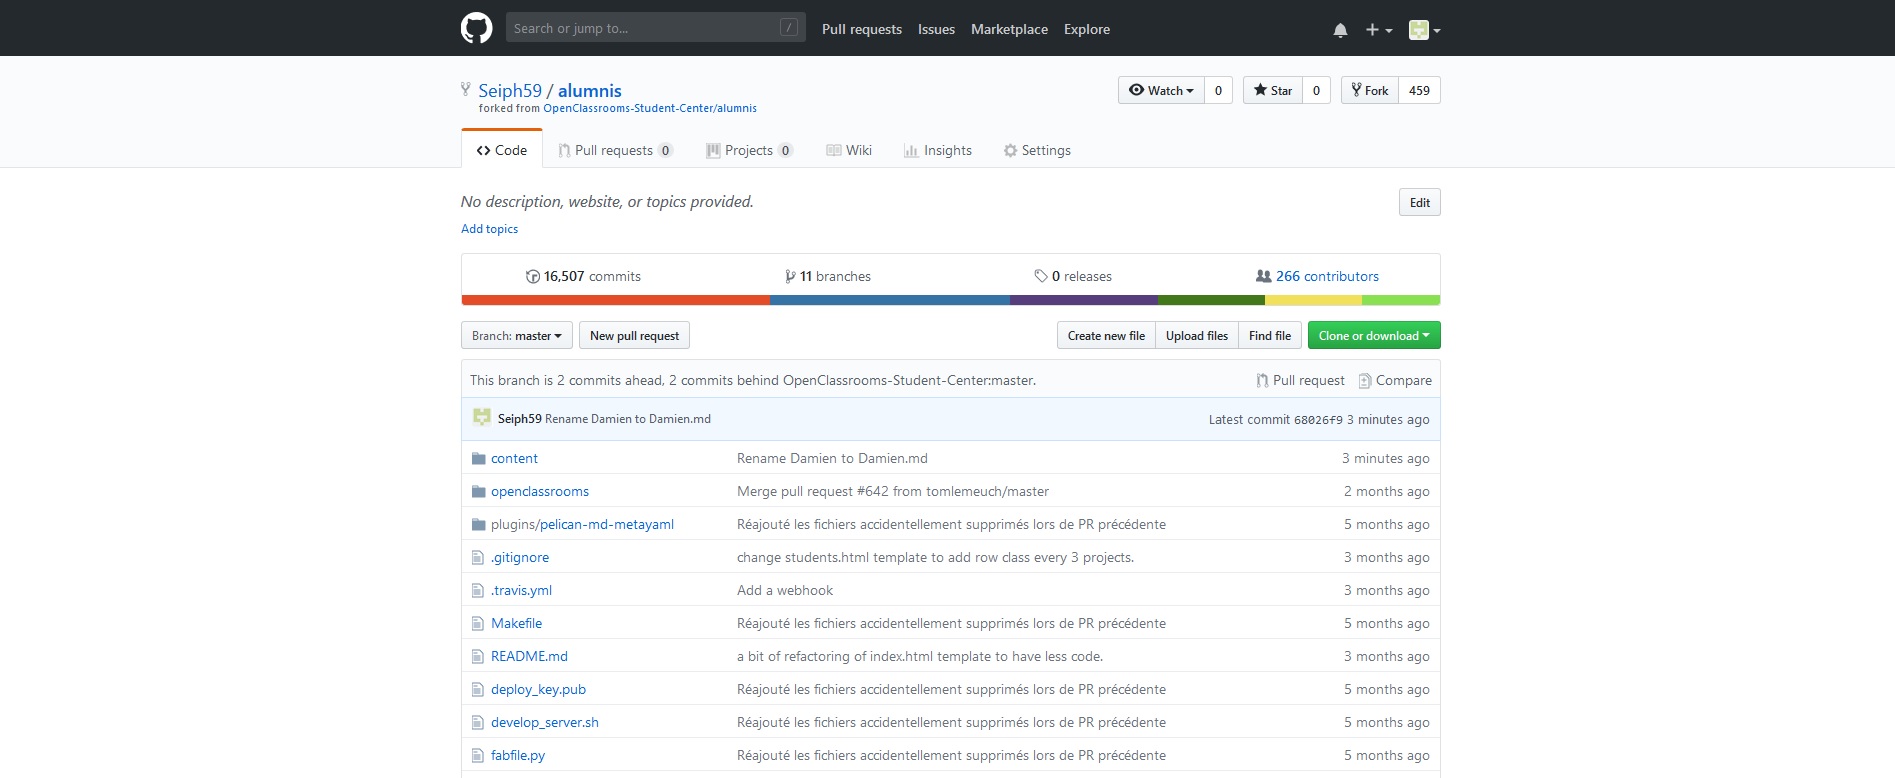 Search or jump to... / Pull requests Issues Marketplace Explore
Seiph59 / alumnis Watch 0 Star 0 Fork 459
forked from OpenClassrooms-Student-Center/alumnis
Code Pull requests 0 Projects 0 Wiki Insights Settings
No description, website, or topics provided. Edit
Add topics
16,507 commits 11 branches 0 releases 266 contributors
Branch: master New pull request Create new file Upload files Find file Clone or download
This branch is 2 commits ahead, 2 commits behind OpenClassrooms-Student-Center:master. Pull request Compare
Seiph59 Rename Damien to Damien.md Latest commit 68026f9 3 minutes ago
content Rename Damien to Damien.md 3 minutes ago
openclassrooms Merge pull request #642 from tomlemeuch/master 2 months ago
plugins/pelican-md-metayaml Réajouté les fichiers accidentellement supprimés lors de PR précédente 5 months ago
.gitignore change students.html template to add row class every 3 projects. 3 months ago
.travis.yml Add a webhook 3 months ago
Makefile Réajouté les fichiers accidentellement supprimés lors de PR précédente 5 months ago
README.md a bit of refactoring of index.html template to have less code. 3 months ago
deploy_key.pub Réajouté les fichiers accidentellement supprimés lors de PR précédente 5 months ago
develop_server.sh Réajouté les fichiers accidentellement supprimés lors de PR précédente 5 months ago
fabfile.py Réajouté les fichiers accidentellement supprimés lors de PR précédente 5 months ago